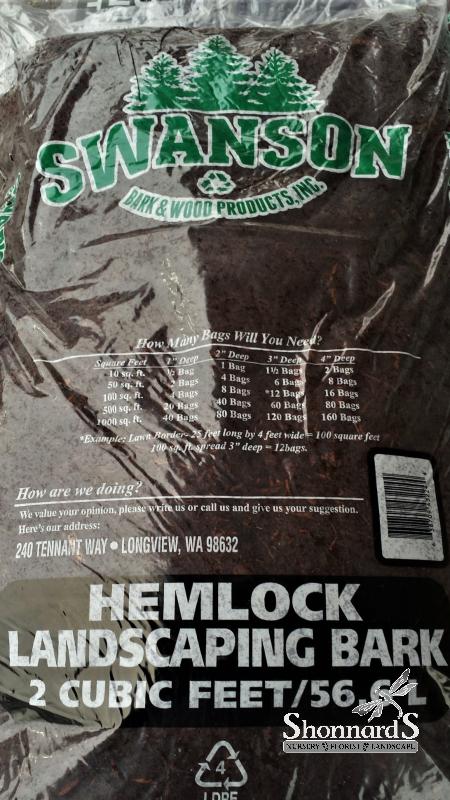 SWANSON
BARK & WOOD PRODUCTS, INC.
How Many Bags Will You Need?
Square Feet 1" Deep 2" Deep 3" Deep 4" Deep
10 sq. ft. ½ Bag 1 Bag 1½ Bags 2 Bags
50 sq. ft. 2 Bags 4 Bags 6 Bags 8 Bags
100 sq. ft. 4 Bags 8 Bags *12 Bags 16 Bags
500 sq. ft. 20 Bags 40 Bags 60 Bags 80 Bags
1000 sq. ft. 40 Bags 80 Bags 120 Bags 160 Bags
*Example: Lawn Border- 25 feet long by 4 feet wide = 100 square feet
100 sq. ft. spread 3" deep = 12bags.
How are we doing?
We value your opinion, please write us or call us and give us your suggestion.
Here's our address:
240 TENNANT WAY • LONGVIEW, WA 98632
HEMLOCK
LANDSCAPING BARK
2 CUBIC FEET/56.6 L
ShonnardS
NURSERY FLORIST LANDSCAPE
4
LDPE